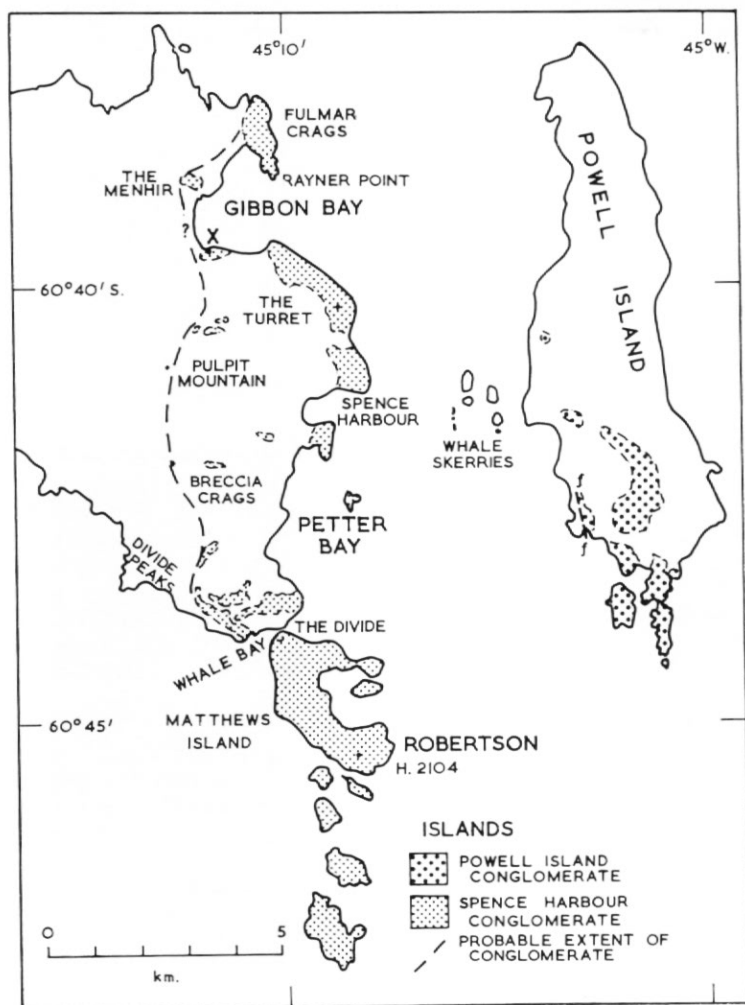 45°10'
45°W.
FULMAR
CRAGS
THE
MENHIR
RAYNER POINT
GIBBON BAY
?
X
POWELL
ISLAND
60°40'S.
THE
TURRET
PULPIT
MOUNTAIN
SPENCE
HARBOUR
WHALE
SKERRIES
BRECCIA
CRAGS
PETTER
BAY
DIVIDE
PEAKS
THE DIVIDE
WHALE BAY
60°45'
MATTHEWS
ISLAND
ROBERTSON
H. 2104
ISLANDS
POWELL ISLAND
CONGLOMERATE
SPENCE HARBOUR
CONGLOMERATE
PROBABLE EXTENT OF
CONGLOMERATE
0 5
km.